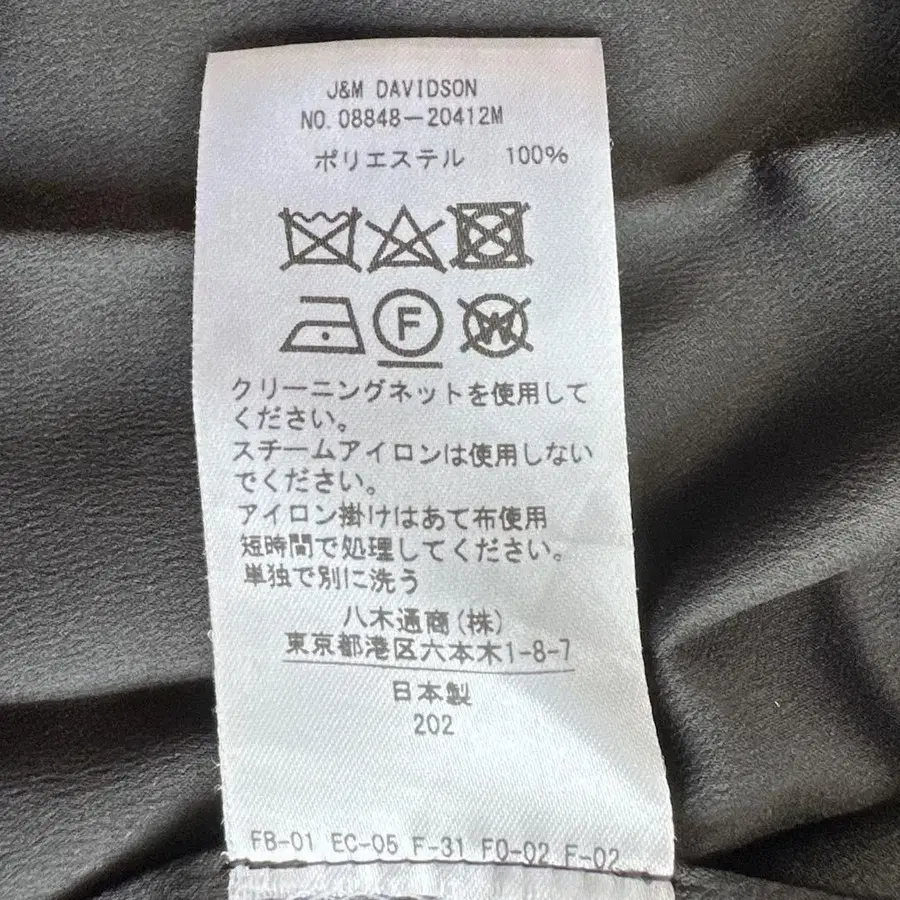 J&M DAVIDSON
NO. 08848-20412M
ポリエステル 100%
F
W
クリーニングネットを使用して
ください。
スチームアイロンは使用しない
でください。
アイロン掛けはあて布使用
短時間で処理してください。
単独で別に洗う
八木通商(株)
東京都港区六本木1-8-7
日本製
202
FB-01 EC-05 F-31 FO-02 F-02